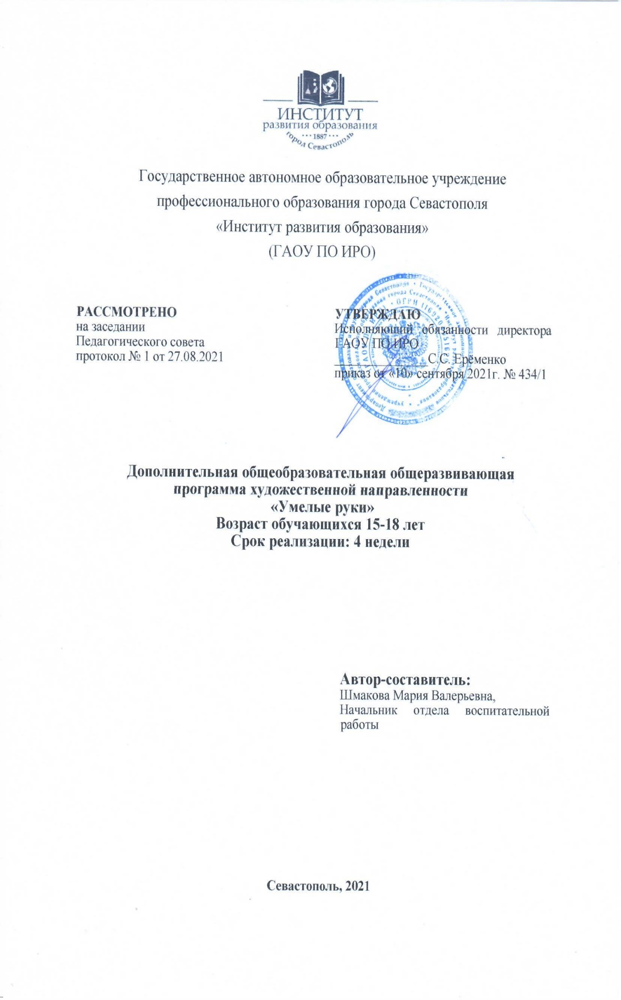 ИНСТИТУТ
развития образования
··· 1887 ···
город Севастополь
Государственное автономное образовательное учреждение
профессионального образования города Севастополя
«Институт развития образования»
(ГАОУ ПО ИРО)
РАССМОТРЕНО
на заседании
Педагогического совета
протокол № 1 от 27.08.2021
УТВЕРЖДАЮ
Исполняющий обязанности директора
ГАОУ ПО ИРО
С.С. Ерёменко
приказ от «10» сентября 2021г. № 434/1
Дополнительная общеобразовательная общеразвивающая
программа художественной направленности
«Умелые руки»
Возраст обучающихся 15-18 лет
Срок реализации: 4 недели
Автор-составитель:
Шмакова Мария Валерьевна,
Начальник отдела воспитательной
работы
Севастополь, 2021